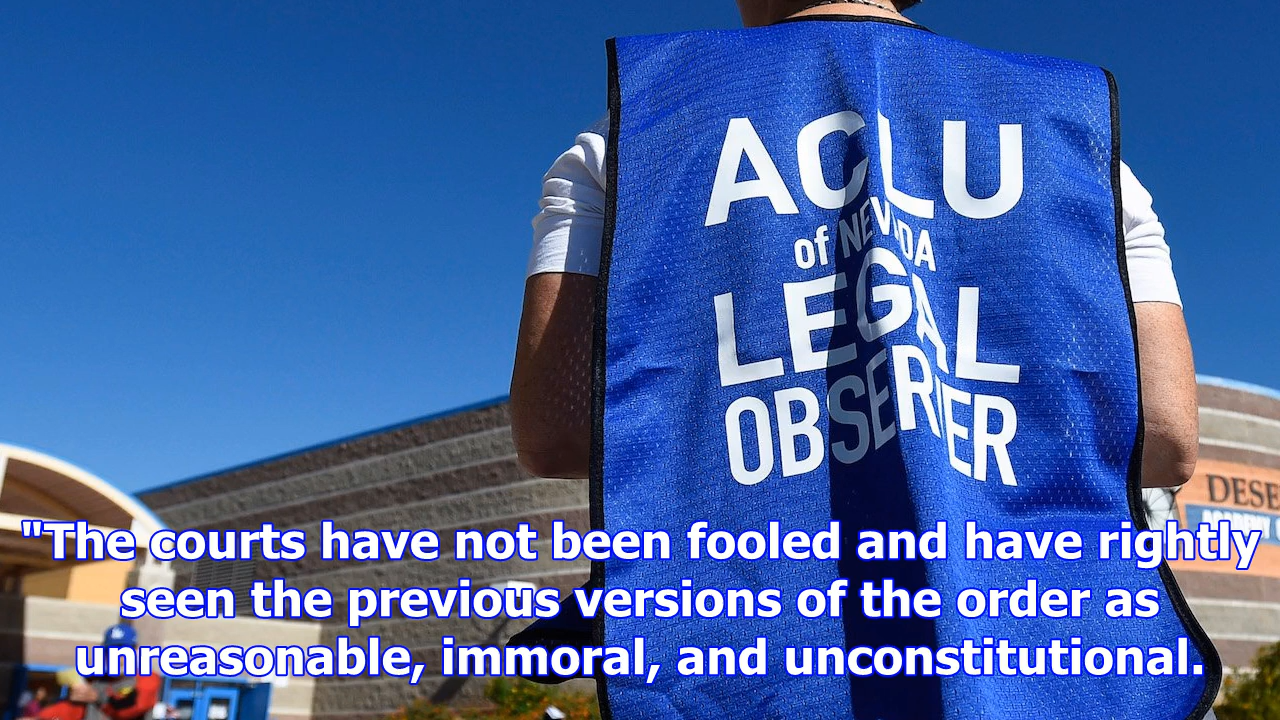 ACLU
of NEVADA
LEGAL
OBSERVER
DESE
ACADEMY
"The courts have not been fooled and have rightly
seen the previous versions of the order as
unreasonable, immoral, and unconstitutional.